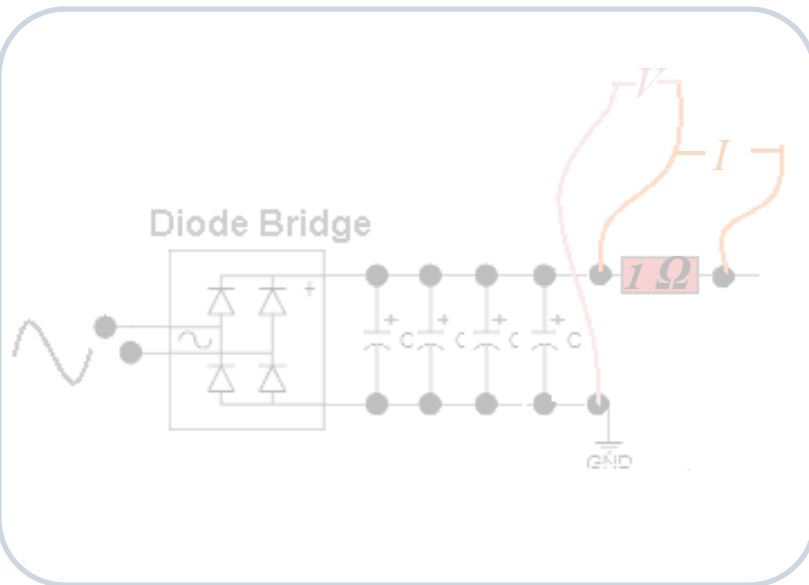 V
I
Diode Bridge
1 Ω
+
+ + + +
C C C C
GND